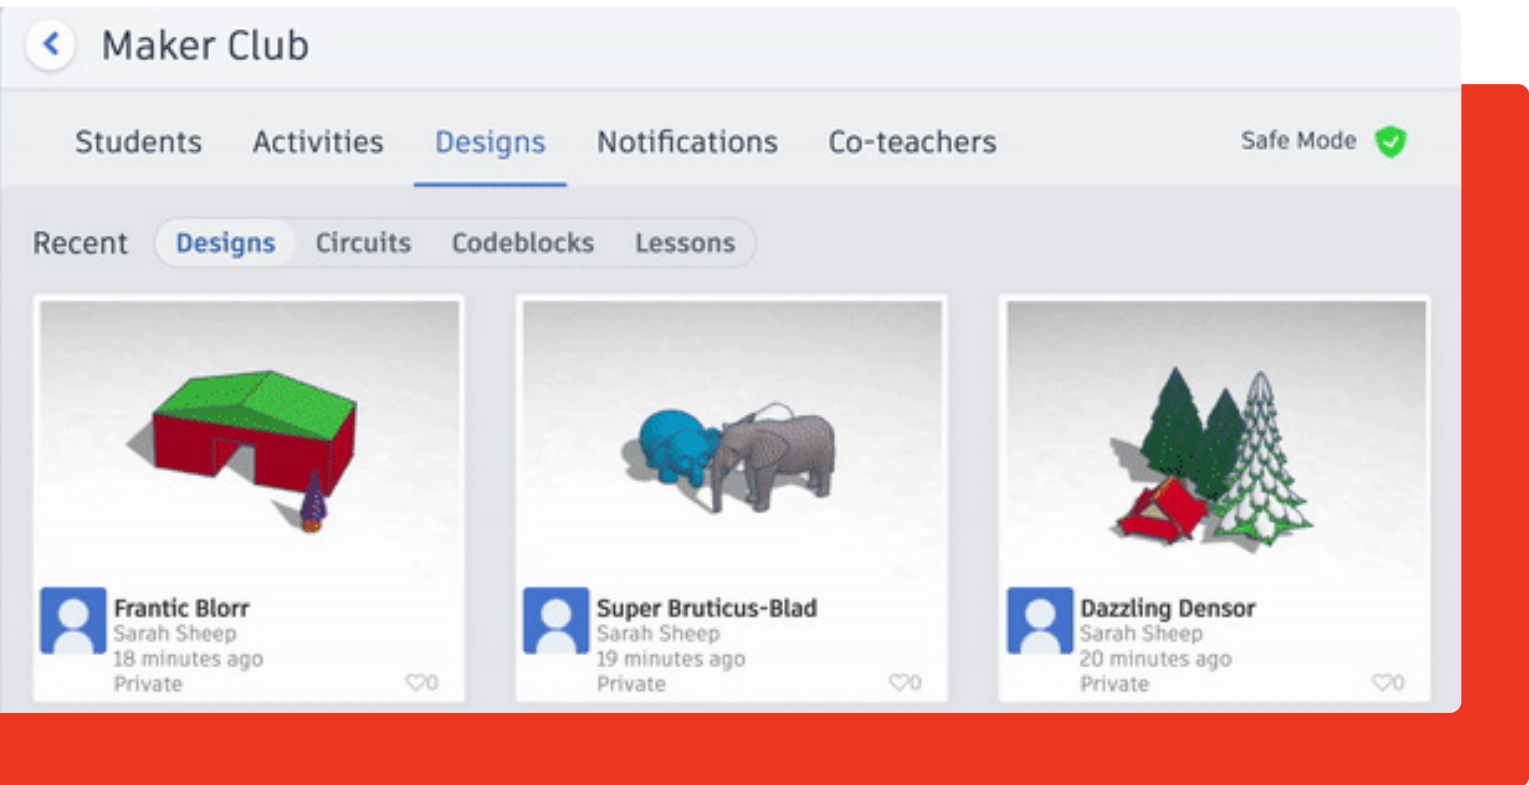 Maker Club
Students Activities Designs Notifications Co-teachers Safe Mode
Recent Designs Circuits Codeblocks Lessons
Frantic Blorr
Sarah Sheep
18 minutes ago
Private 0
Super Bruticus-Blad
Sarah Sheep
19 minutes ago
Private 0
Dazzling Densor
Sarah Sheep
20 minutes ago
Private 0